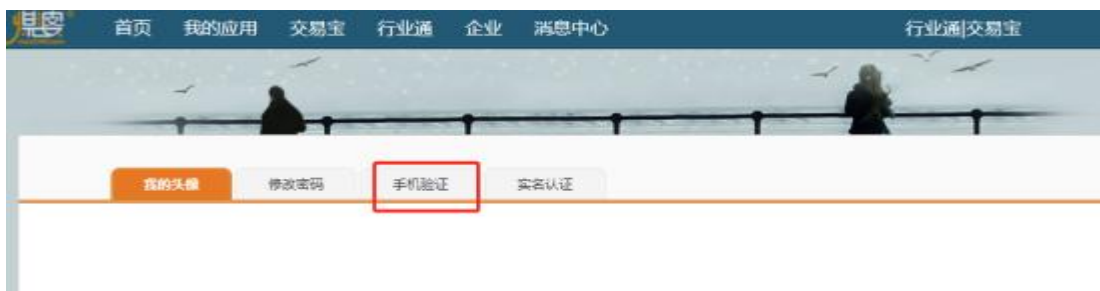 煤客 首页 我的应用 交易宝 行业通 企业 消息中心 行业通|交易宝
我的头像 修改密码 手机验证 实名认证